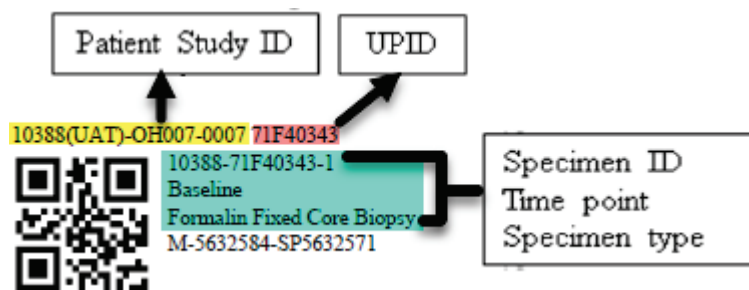 Patient Study ID
UPID
10388(UAT)-OH007-0007 71F40343
10388-71F40343-1
Baseline
Formalin Fixed Core Biopsy
M-5632584-SP5632571
Specimen ID
Time point
Specimen type